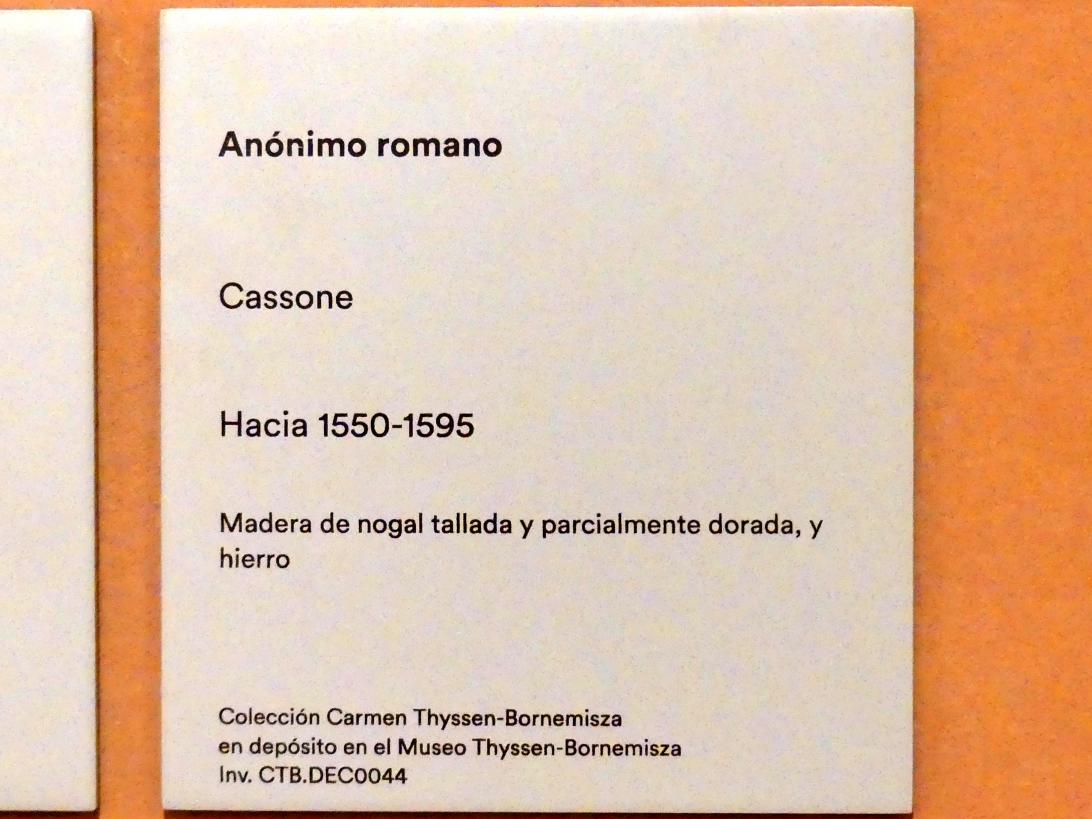 Anónimo romano
Cassone
Hacia 1550-1595
Madera de nogal tallada y parcialmente dorada, y
hierro
Colección Carmen Thyssen-Bornemisza
en depósito en el Museo Thyssen-Bornemisza
Inv. CTB.DEC0044